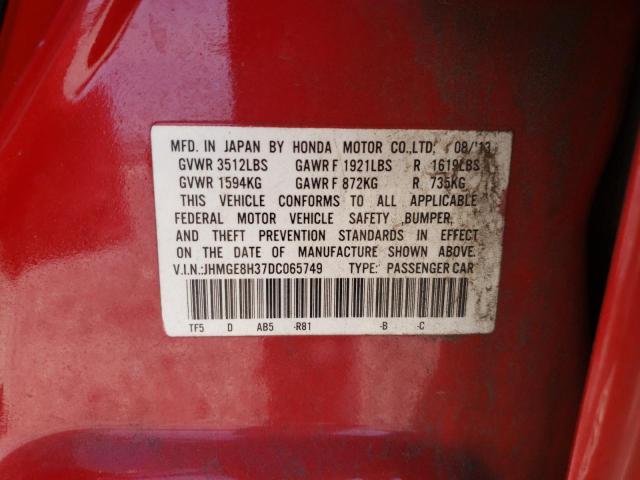 MFD. IN JAPAN BY HONDA MOTOR CO.,LTD. 08/'13
GVWR 3512LBS GAWR F 1921LBS R 1619LBS
GVWR 1594KG GAWR F 872KG R 735KG
THIS VEHICLE CONFORMS TO ALL APPLICABLE
FEDERAL MOTOR VEHICLE SAFETY ,BUMPER,
AND THEFT PREVENTION STANDARDS IN EFFECT
ON THE DATE OF MANUFACTURE SHOWN ABOVE.
V.I.N.:JHMGE8H37DC065749 TYPE: PASSENGER CAR
TF5 D AB5 -R81 -B -C